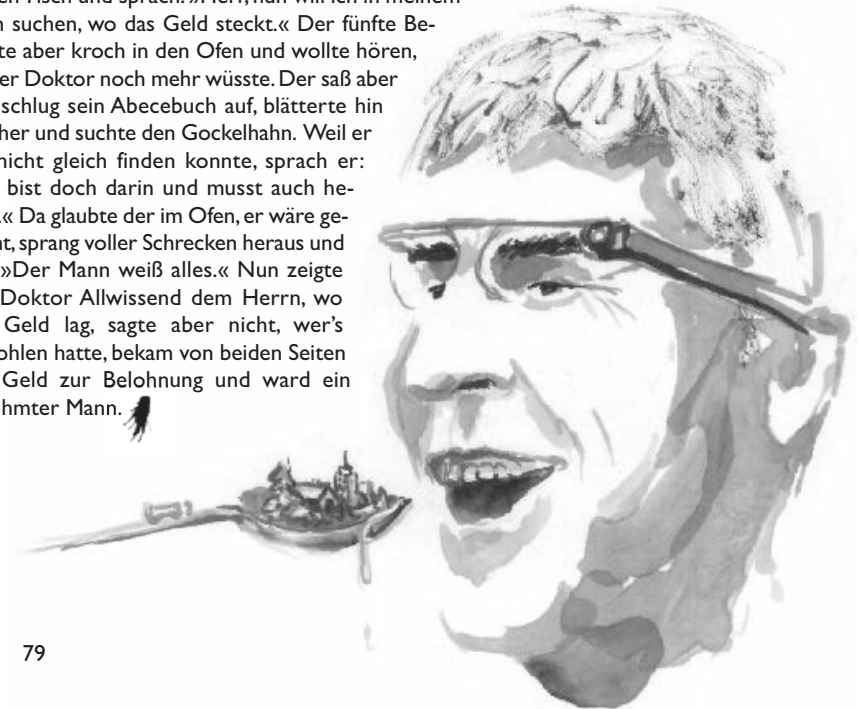 en Tisch und sprach: »Herr, nun will ich in meinem
n suchen, wo das Geld steckt.« Der fünfte Be-
te aber kroch in den Ofen und wollte hören,
er Doktor noch mehr wüsste. Der saß aber
schlug sein Abecebuch auf, blätterte hin
her und suchte den Gockelhahn. Weil er
nicht gleich finden konnte, sprach er:
bist doch darin und musst auch he-
.« Da glaubte der im Ofen, er wäre ge-
nt, sprang voller Schrecken heraus und
»Der Mann weiß alles.« Nun zeigte
Doktor Allwissend dem Herrn, wo
Geld lag, sagte aber nicht, wer’s
ohlen hatte, bekam von beiden Seiten
Geld zur Belohnung und ward ein
hmter Mann.
79